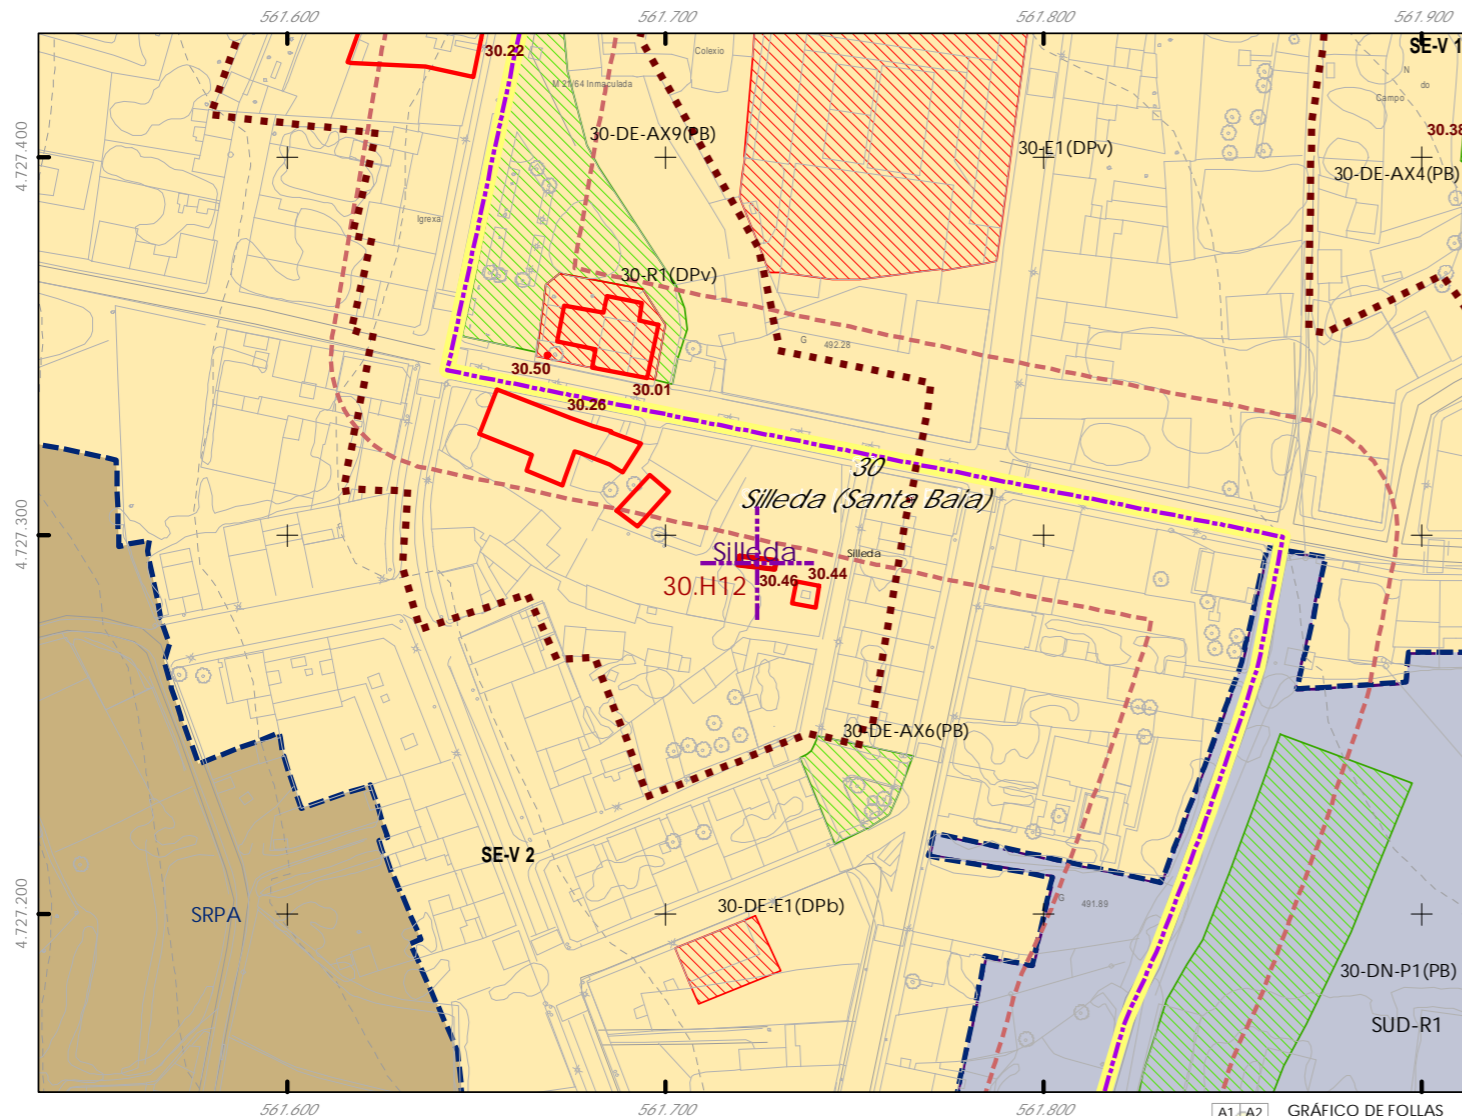 561.600
561.700
561.800
561.900
30.22
Colexio
SE-V 1
M 21/64 Inmaculada
N
do
Campo
30-DE-AX9(PB)
30-E1(DPv)
30.38
4.727.400
30-DE-AX4(PB)
Igrexa
30-R1(DPv)
G 492.28
30.50
30.01
30.26
30
Silleda (Santa Baia)
4.727.300
Silleda
Silleda
30.H12
30.46
30.44
30-DE-AX6(PB)
SE-V 2
G 491.89
4.727.200
SRPA
30-DE-E1(DPb)
30-DN-P1(PB)
SUD-R1
561.600
561.700
561.800
A1 A2
GRÁFICO DE FOLLAS